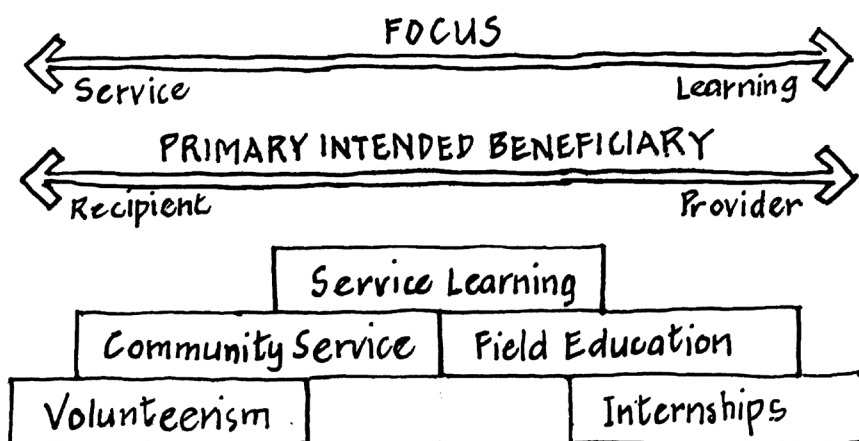 FOCUS
Service Learning
PRIMARY INTENDED BENEFICIARY
Recipient Provider
Service Learning
Community Service Field Education
Volunteerism Internships